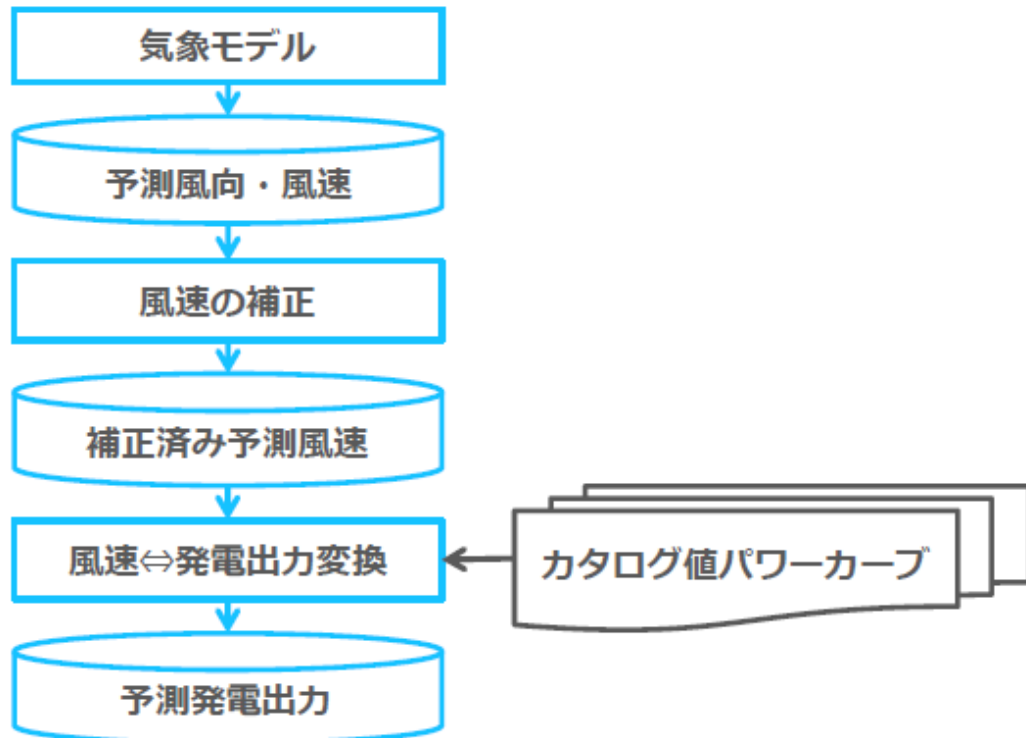 気象モデル
予測風向・風速
風速の補正
補正済み予測風速
風速⇔発電出力変換
カタログ値パワーカーブ
予測発電出力